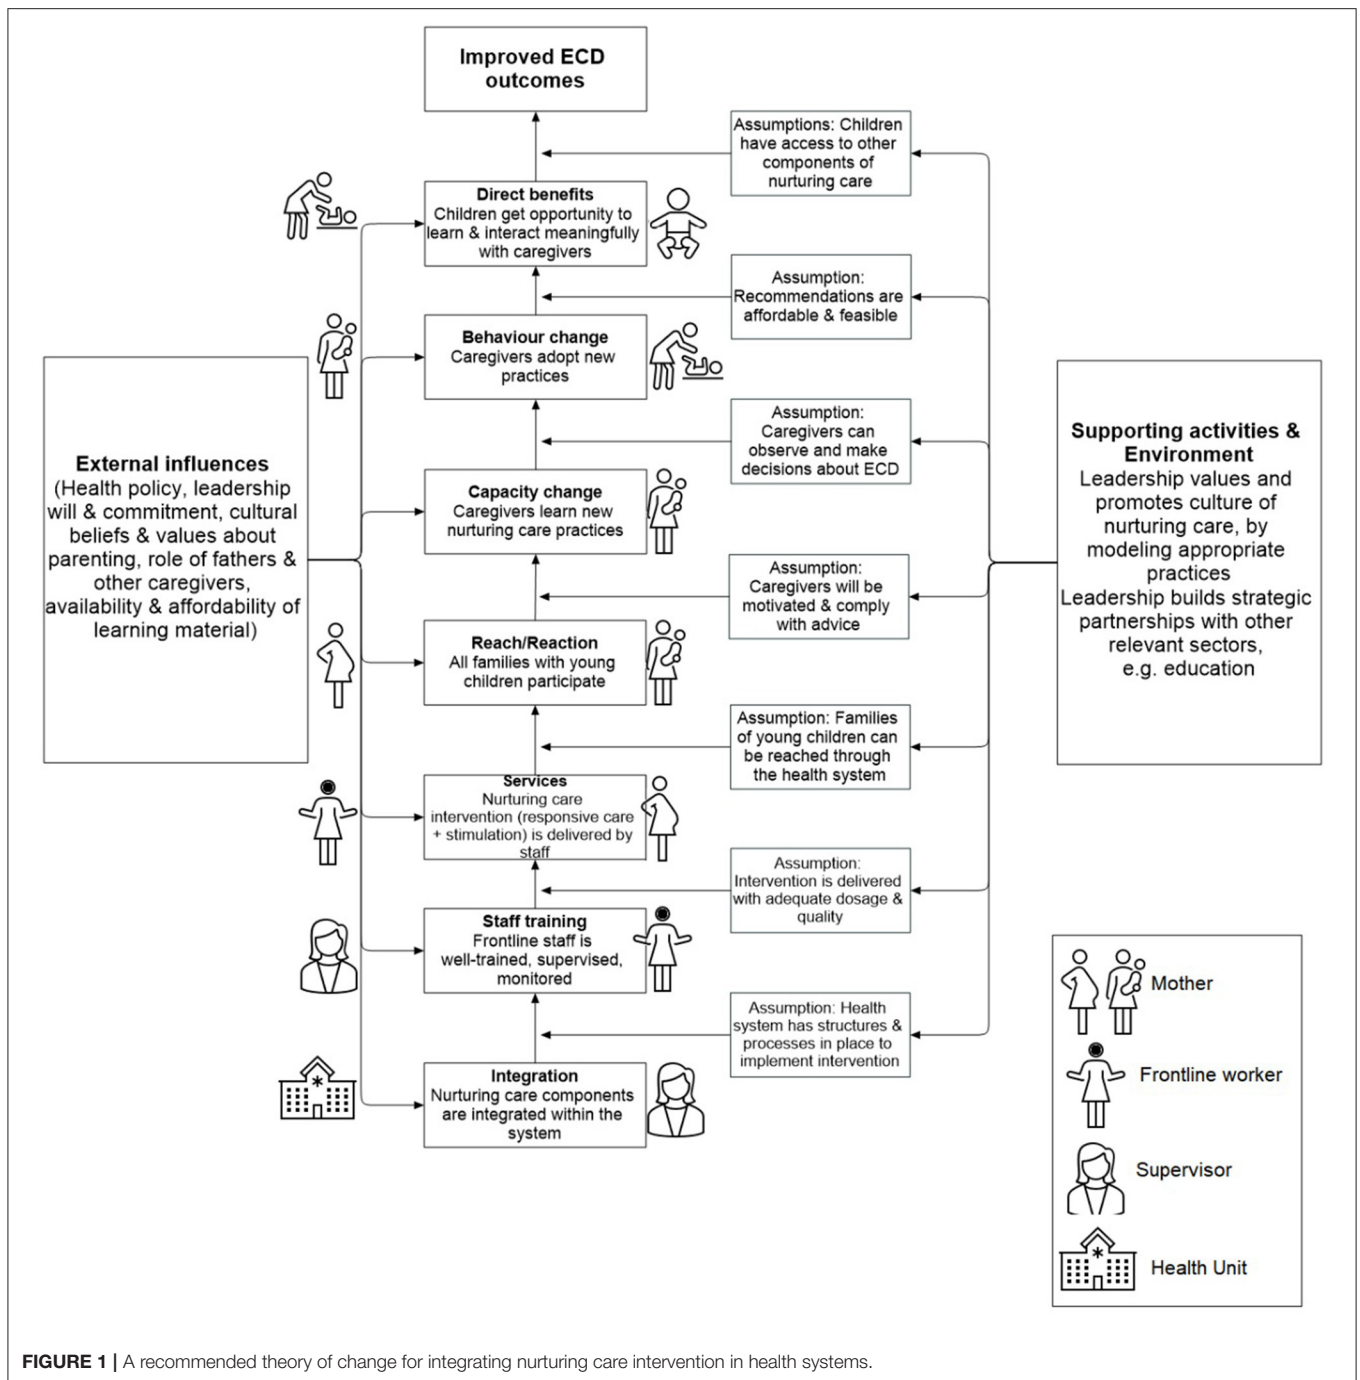 Improved ECD
outcomes
Assumptions: Children
have access to other
components of
nurturing care
Direct benefits
Children get opportunity to
learn & interact meaningfully
with caregivers
Assumption:
Recommendations are
affordable & feasible
Behaviour change
Caregivers adopt new
practices
Assumption:
Caregivers can
observe and make
decisions about ECD
External influences
(Health policy, leadership
will & commitment, cultural
beliefs & values about
parenting, role of fathers &
other caregivers,
availability & affordability of
learning material)
Supporting activities &
Environment
Leadership values and
promotes culture of
nurturing care, by
modeling appropriate
practices
Leadership builds strategic
partnerships with other
relevant sectors,
e.g. education
Capacity change
Caregivers learn new
nurturing care practices
Assumption:
Caregivers will be
motivated & comply
with advice
Reach/Reaction
All families with young
children participate
Assumption: Families
of young children can
be reached through
the health system
Services
Nurturing care
intervention (responsive care
+ stimulation) is delivered by
staff
Assumption:
Intervention is delivered
with adequate dosage &
quality
Staff training
Frontline staff is
well-trained, supervised,
monitored
Assumption: Health
system has structures &
processes in place to
implement intervention
Integration
Nurturing care components
are integrated within the
system
Mother
Frontline worker
Supervisor
Health Unit
FIGURE 1 | A recommended theory of change for integrating nurturing care intervention in health systems.